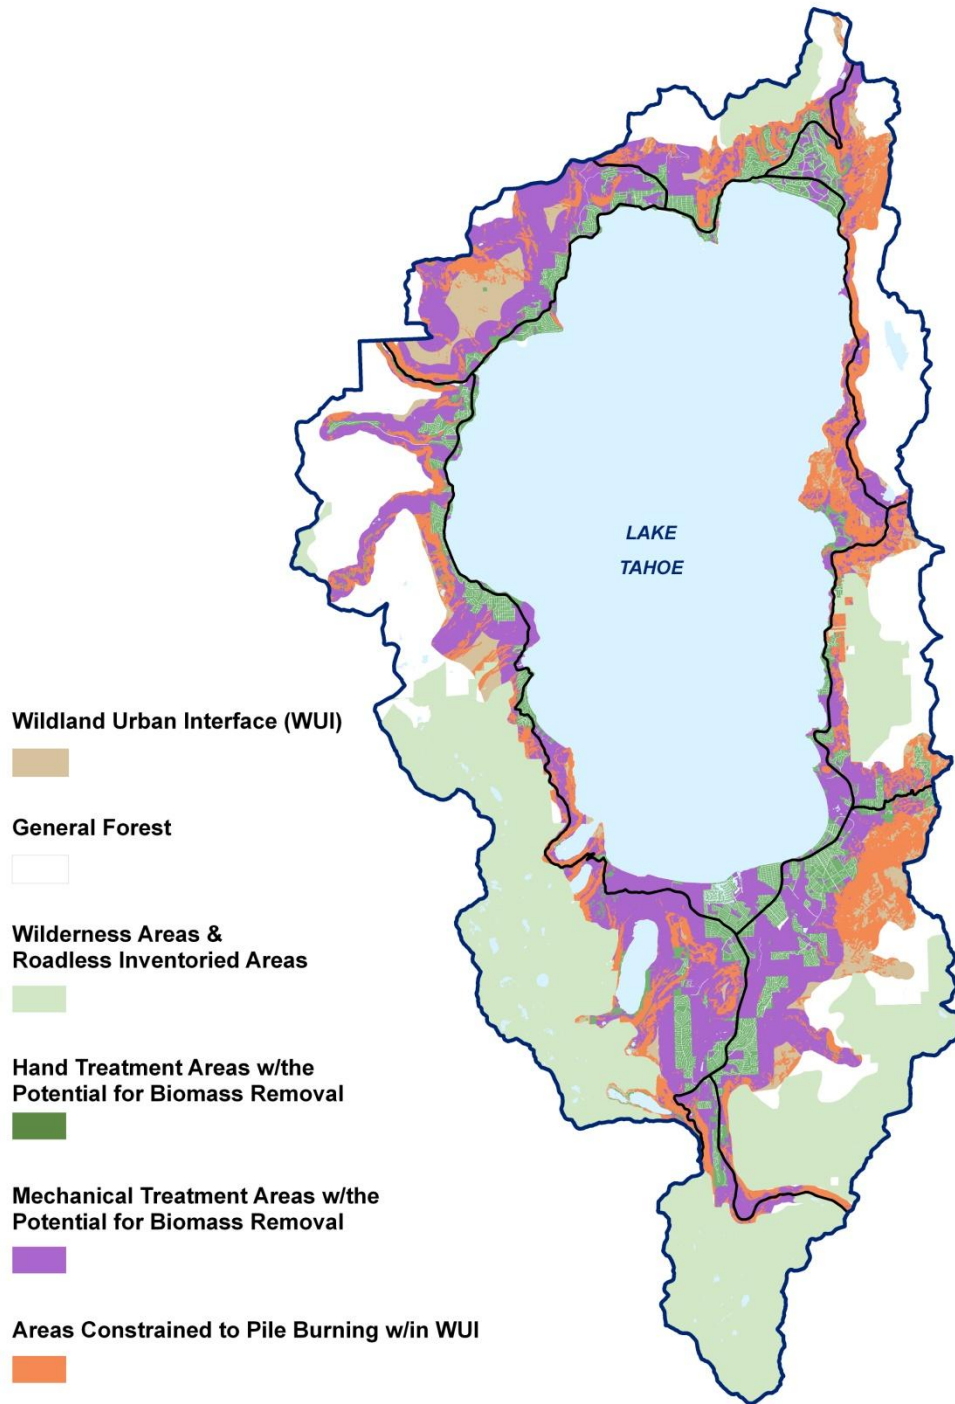 LAKE
TAHOE
Wildland Urban Interface (WUI)
General Forest
Wilderness Areas &
Roadless Inventoried Areas
Hand Treatment Areas w/the
Potential for Biomass Removal
Mechanical Treatment Areas w/the
Potential for Biomass Removal
Areas Constrained to Pile Burning w/in WUI